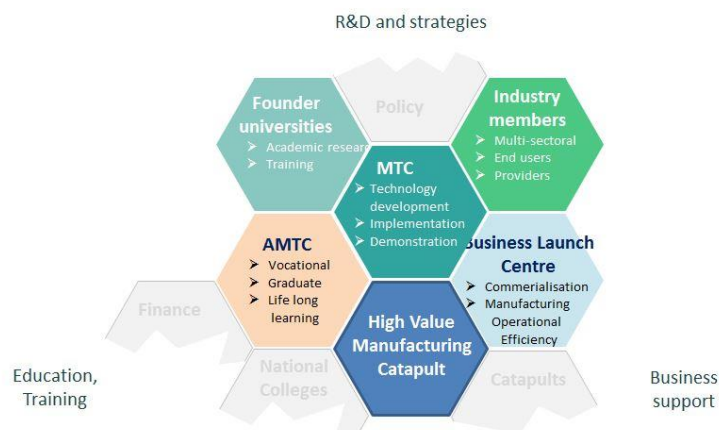 R&D and strategies
Policy
Founder
universities
➢ Academic research
➢ Training
Industry
members
➢ Multi-sectoral
➢ End users
➢ Providers
MTC
➢ Technology
development
➢ Implementation
➢ Demonstration
AMTC
➢ Vocational
➢ Graduate
➢ Life long
learning
Business Launch
Centre
➢ Commerialisation
➢ Manufacturing
Operational
Efficiency
Finance
High Value
Manufacturing
Catapult
National
Colleges
Catapults
Education,
Training
Business
support